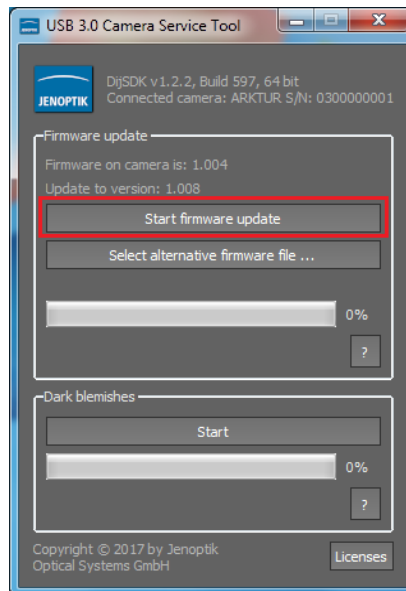 USB 3.0 Camera Service Tool
JENOPTIK
DijSDK v1.2.2, Build 597, 64 bit
Connected camera: ARKTUR S/N: 0300000001
Firmware update
Firmware on camera is: 1.004
Update to version: 1.008
Start firmware update
Select alternative firmware file ...
0%
?
Dark blemishes
Start
0%
?
Copyright © 2017 by Jenoptik
Optical Systems GmbH
Licenses